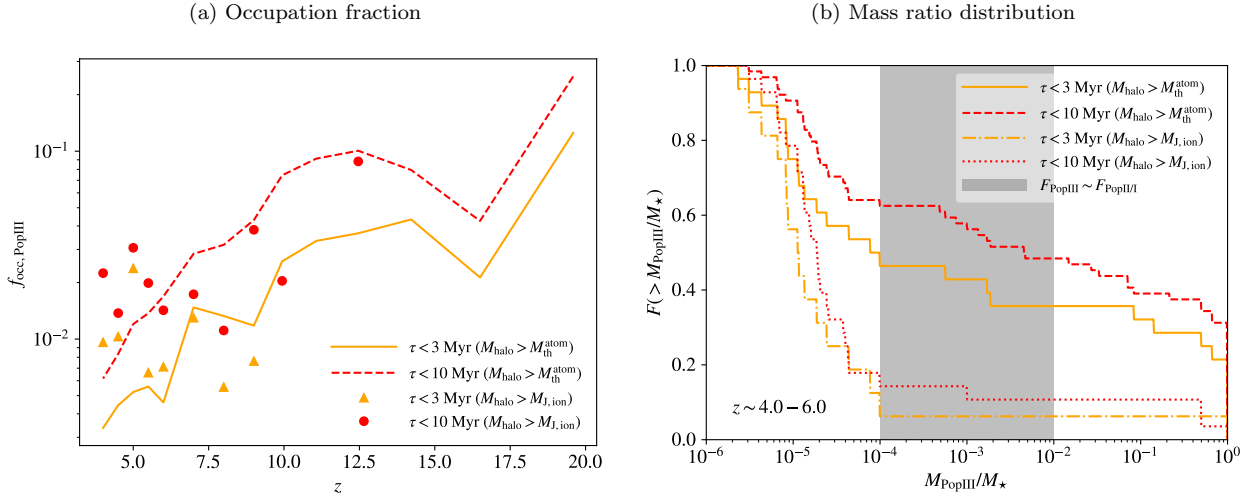 (a) Occupation fraction
(b) Mass ratio distribution
f_occ,PopIII
10^-1
10^-2
τ < 3 Myr (M_halo > M_th^atom)
τ < 10 Myr (M_halo > M_th^atom)
τ < 3 Myr (M_halo > M_J,ion)
τ < 10 Myr (M_halo > M_J,ion)
5.0 7.5 10.0 12.5 15.0 17.5 20.0
z
F(> M_PopIII/M_⋆)
1.0
0.8
0.6
0.4
0.2
0.0
τ < 3 Myr (M_halo > M_th^atom)
τ < 10 Myr (M_halo > M_th^atom)
τ < 3 Myr (M_halo > M_J,ion)
τ < 10 Myr (M_halo > M_J,ion)
F_PopIII ~ F_PopII/I
z ~ 4.0 − 6.0
10^-6 10^-5 10^-4 10^-3 10^-2 10^-1 10^0
M_PopIII/M_⋆